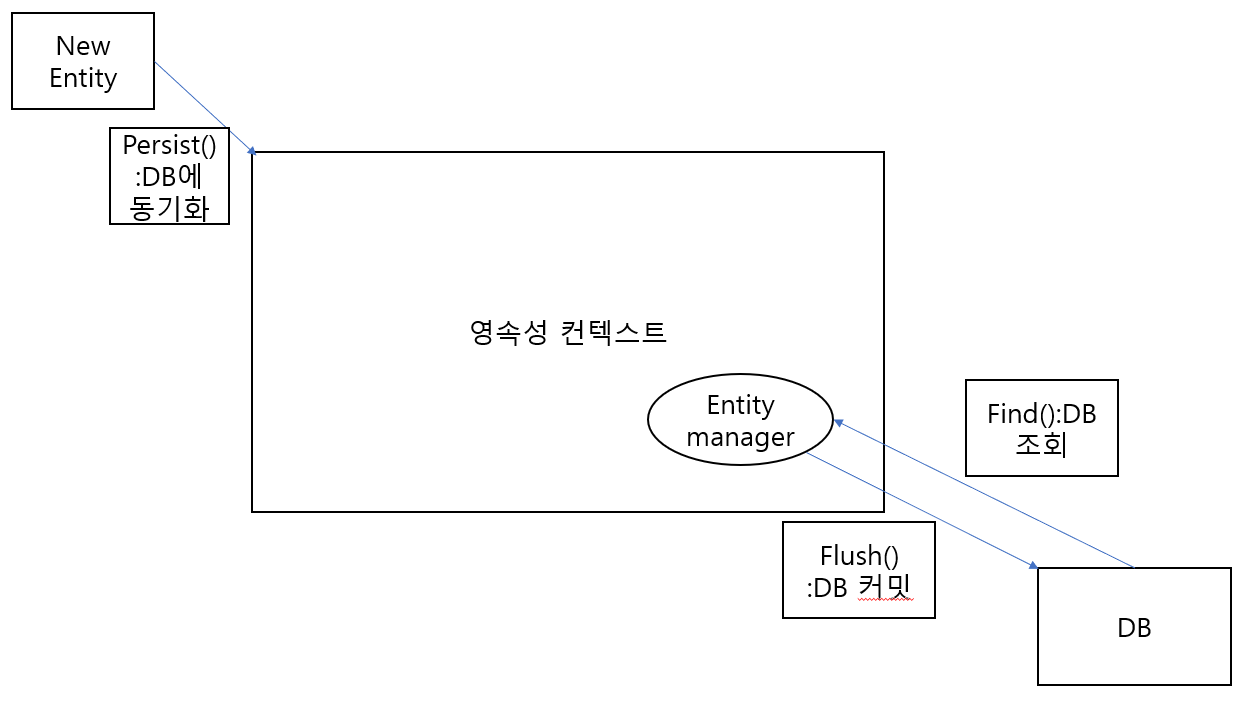 New
Entity
Persist()
:DB에
동기화
영속성 컨텍스트
Entity
manager
Find():DB
조회
Flush()
:DB 커밋
DB